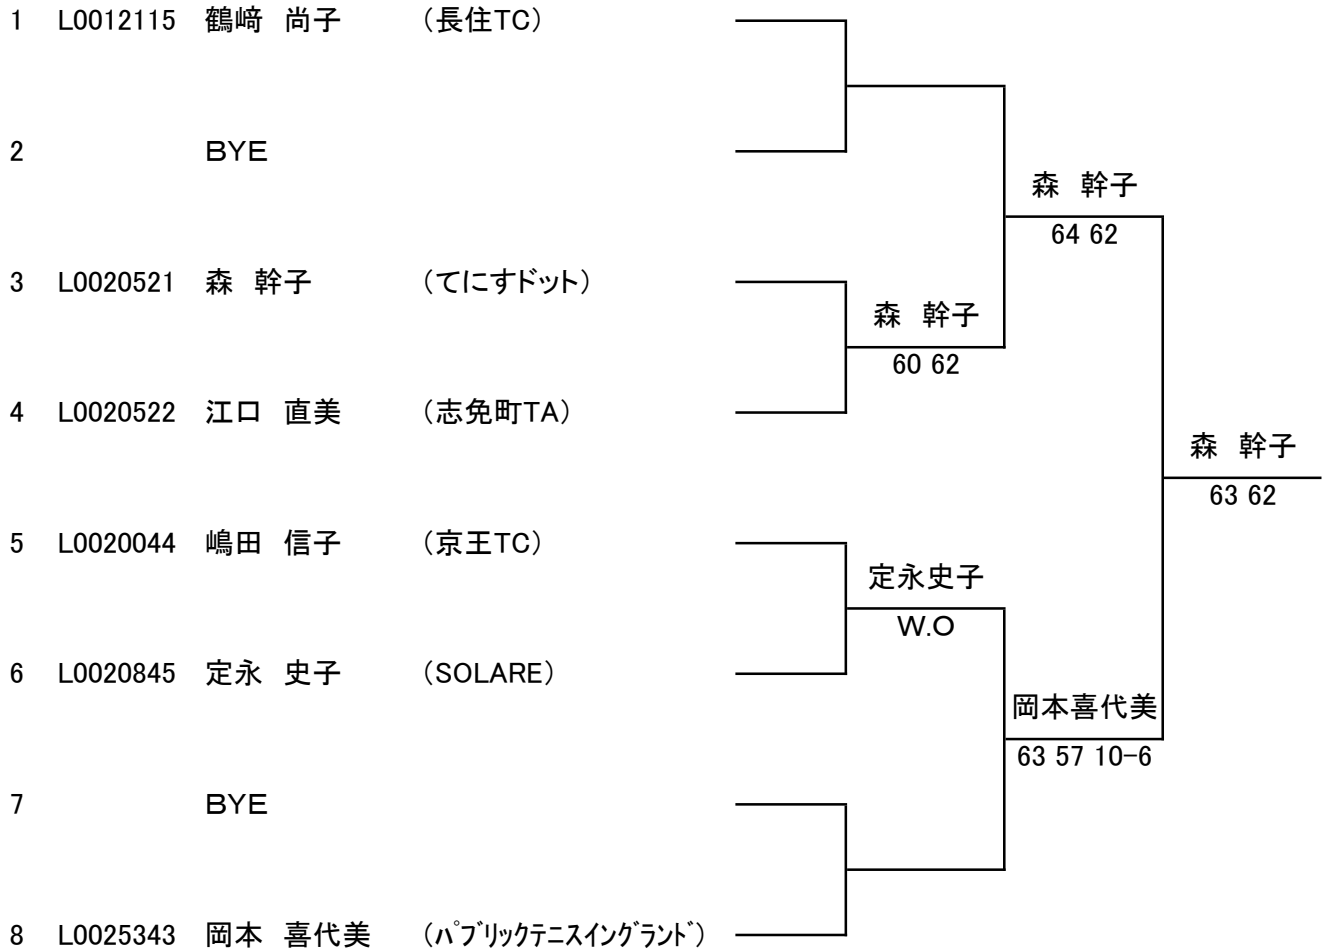 1 L0012115 鶴﨑 尚子 （長住TC）
2 BYE
森 幹子
64 62
3 L0020521 森 幹子 （てにすドット）
森 幹子
60 62
4 L0020522 江口 直美 （志免町TA）
森 幹子
63 62
5 L0020044 嶋田 信子 （京王TC）
定永史子
W.O
6 L0020845 定永 史子 （SOLARE）
岡本喜代美
63 57 10-6
7 BYE
8 L0025343 岡本 喜代美 （ﾊﾟﾌﾞﾘｯｸﾃﾆｽｲﾝｸﾞﾗﾝﾄﾞ）